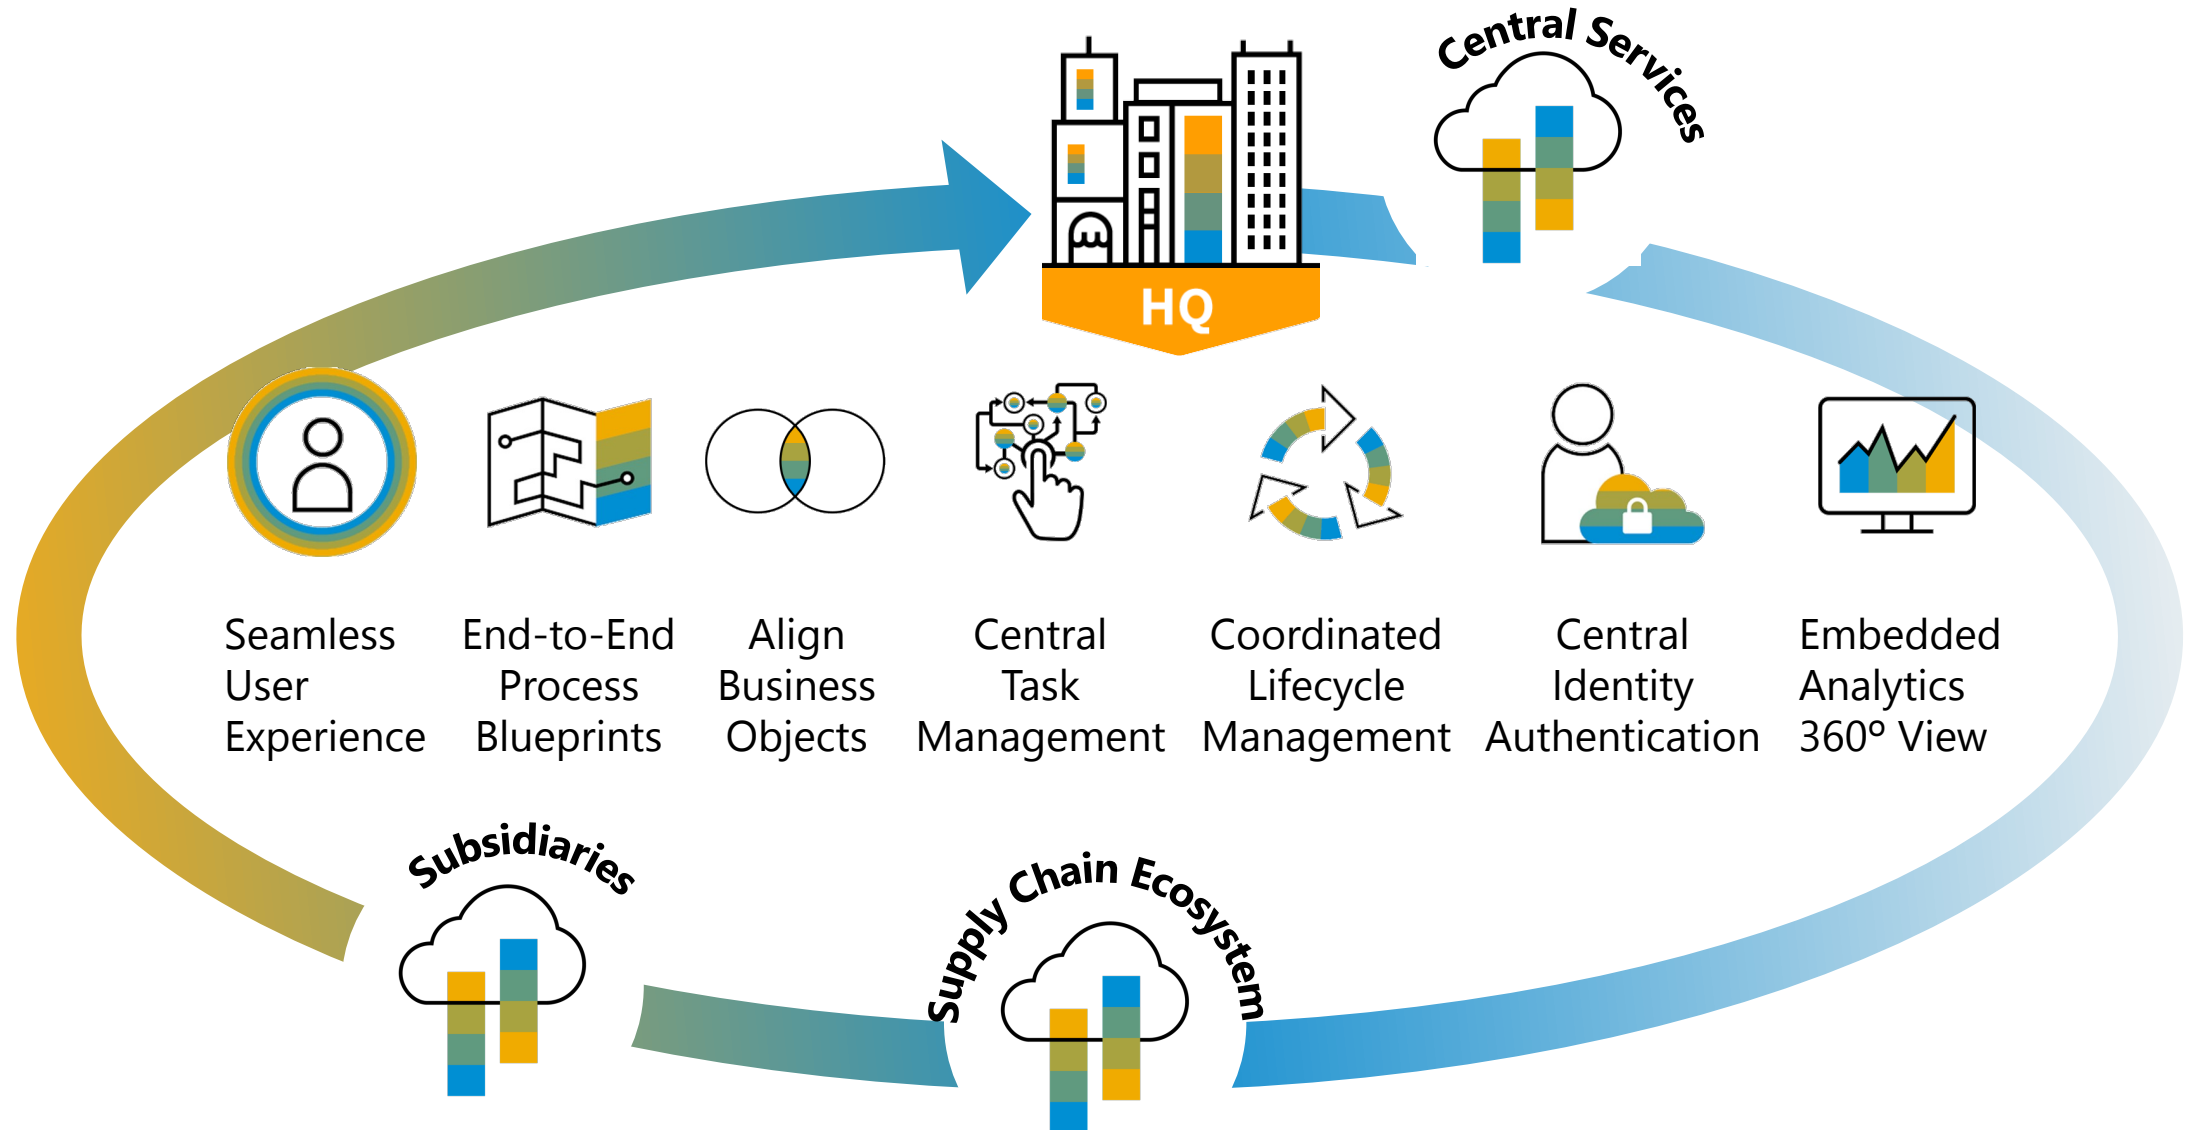 Central Services
HQ
Seamless
User
Experience
End-to-End
Process
Blueprints
Align
Business
Objects
Central
Task
Management
Coordinated
Lifecycle
Management
Central
Identity
Authentication
Embedded
Analytics
360º View
Subsidiaries
Supply Chain Ecosystem